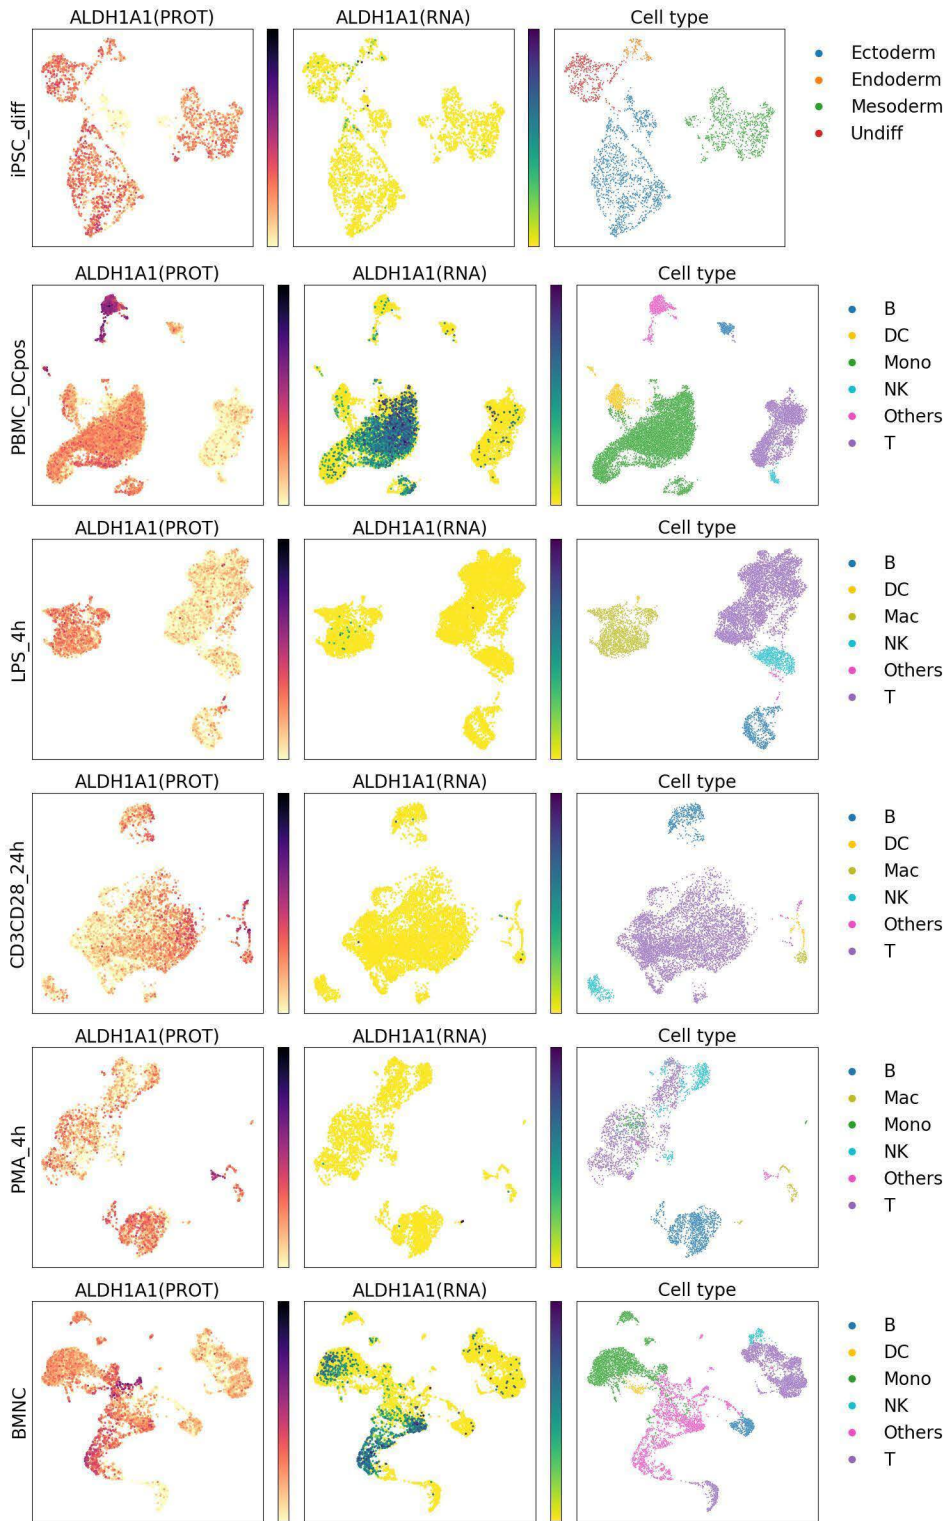 ALDH1A1(PROT) ALDH1A1(RNA) Cell type
iPSC_diff
Ectoderm
Endoderm
Mesoderm
Undiff
ALDH1A1(PROT) ALDH1A1(RNA) Cell type
PBMC_DCpos
B
DC
Mono
NK
Others
T
ALDH1A1(PROT) ALDH1A1(RNA) Cell type
LPS_4h
B
DC
Mac
NK
Others
T
ALDH1A1(PROT) ALDH1A1(RNA) Cell type
CD3CD28_24h
B
DC
Mac
NK
Others
T
ALDH1A1(PROT) ALDH1A1(RNA) Cell type
PMA_4h
B
Mac
Mono
NK
Others
T
ALDH1A1(PROT) ALDH1A1(RNA) Cell type
BMNC
B
DC
Mono
NK
Others
T